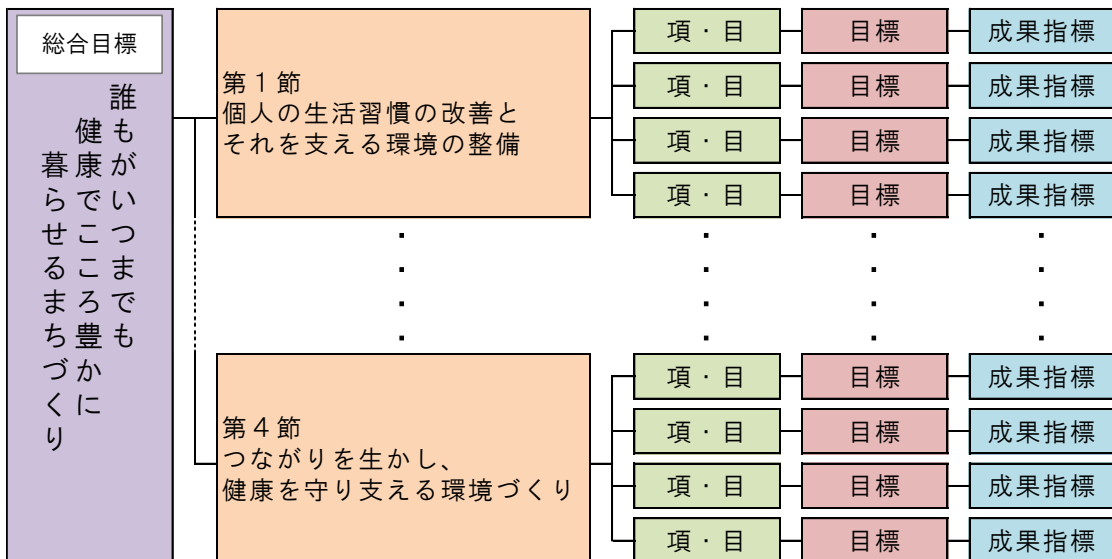 総合目標
誰もがいつまでも
健康でこころ豊かに
暮らせるまちづくり
第1節
個人の生活習慣の改善と
それを支える環境の整備
項・目
目標
成果指標
項・目
目標
成果指標
項・目
目標
成果指標
項・目
目標
成果指標
第4節
つながりを生かし、
健康を守り支える環境づくり
項・目
目標
成果指標
項・目
目標
成果指標
項・目
目標
成果指標
項・目
目標
成果指標